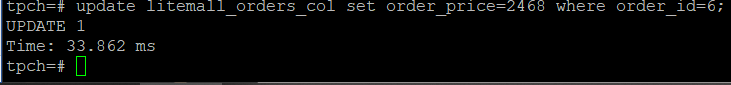 tpch=# update litemall_orders_col set order_price=2468 where order_id=6;
UPDATE 1
Time: 33.862 ms
tpch=#